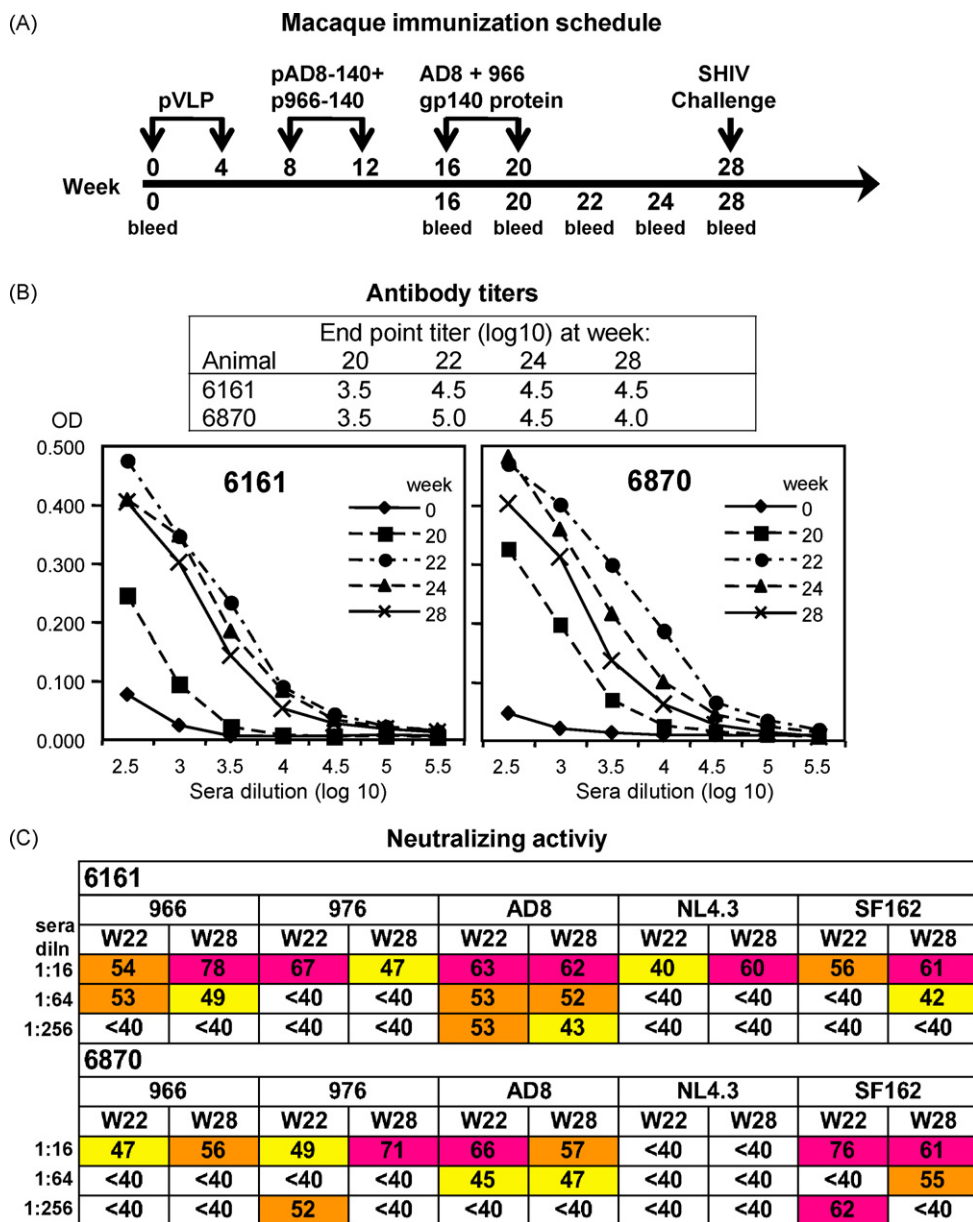 (A) Macaque immunization schedule
pVLP
pAD8-140+
p966-140
AD8 + 966
gp140 protein
SHIV
Challenge
0 4 8 12 16 20 28
Week
0 16 20 22 24 28
bleed bleed bleed bleed bleed bleed
(B) Antibody titers
End point titer (log10) at week:
Animal 20 22 24 28
6161 3.5 4.5 4.5 4.5
6870 3.5 5.0 4.5 4.0
OD
0.500
0.400
0.300
0.200
0.100
0.000
6161
week
0
20
22
24
28
2.5 3 3.5 4 4.5 5 5.5
Sera dilution (log 10)
6870
week
0
20
22
24
28
2.5 3 3.5 4 4.5 5 5.5
Sera dilution (log 10)
(C) Neutralizing activiy
6161
966 976 AD8 NL4.3 SF162
sera
diln
W22 W28 W22 W28 W22 W28 W22 W28 W22 W28
1:16 54 78 67 47 63 62 40 60 56 61
1:64 53 49 <40 <40 53 52 <40 <40 <40 42
1:256 <40 <40 <40 <40 53 43 <40 <40 <40 <40
6870
966 976 AD8 NL4.3 SF162
W22 W28 W22 W28 W22 W28 W22 W28 W22 W28
1:16 47 56 49 71 66 57 <40 <40 76 61
1:64 <40 <40 <40 <40 45 47 <40 <40 <40 55
1:256 <40 <40 52 <40 <40 <40 <40 <40 62 <40